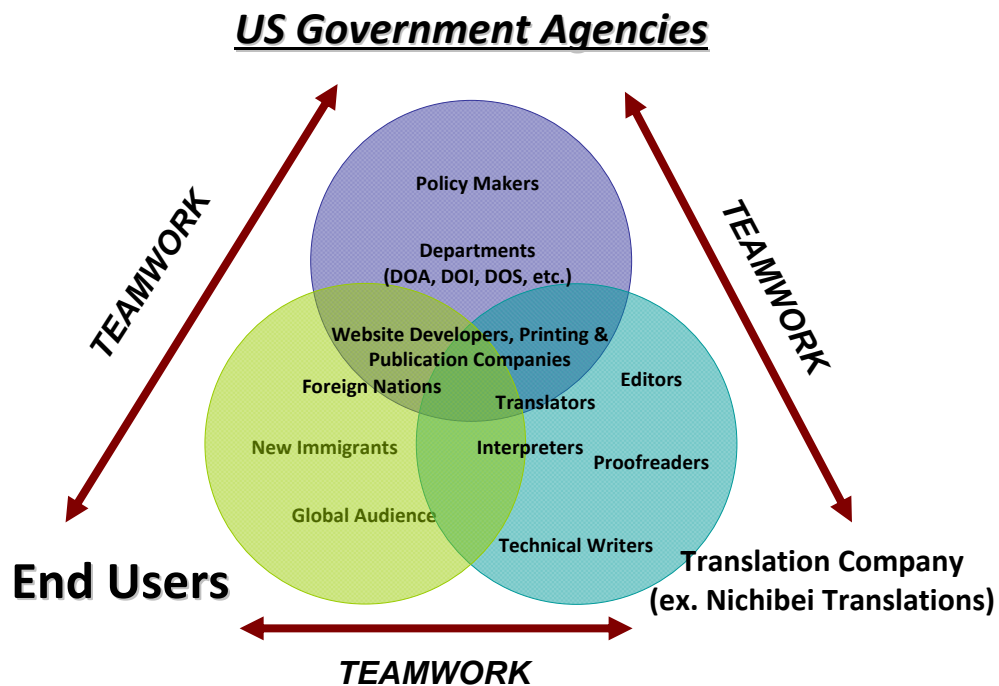 US Government Agencies
TEAMWORK
TEAMWORK
Policy Makers
Departments
(DOA, DOI, DOS, etc.)
Website Developers, Printing &
Publication Companies
Foreign Nations
Editors
Translators
New Immigrants
Interpreters
Proofreaders
Global Audience
Technical Writers
End Users
Translation Company
(ex. Nichibei Translations)
TEAMWORK